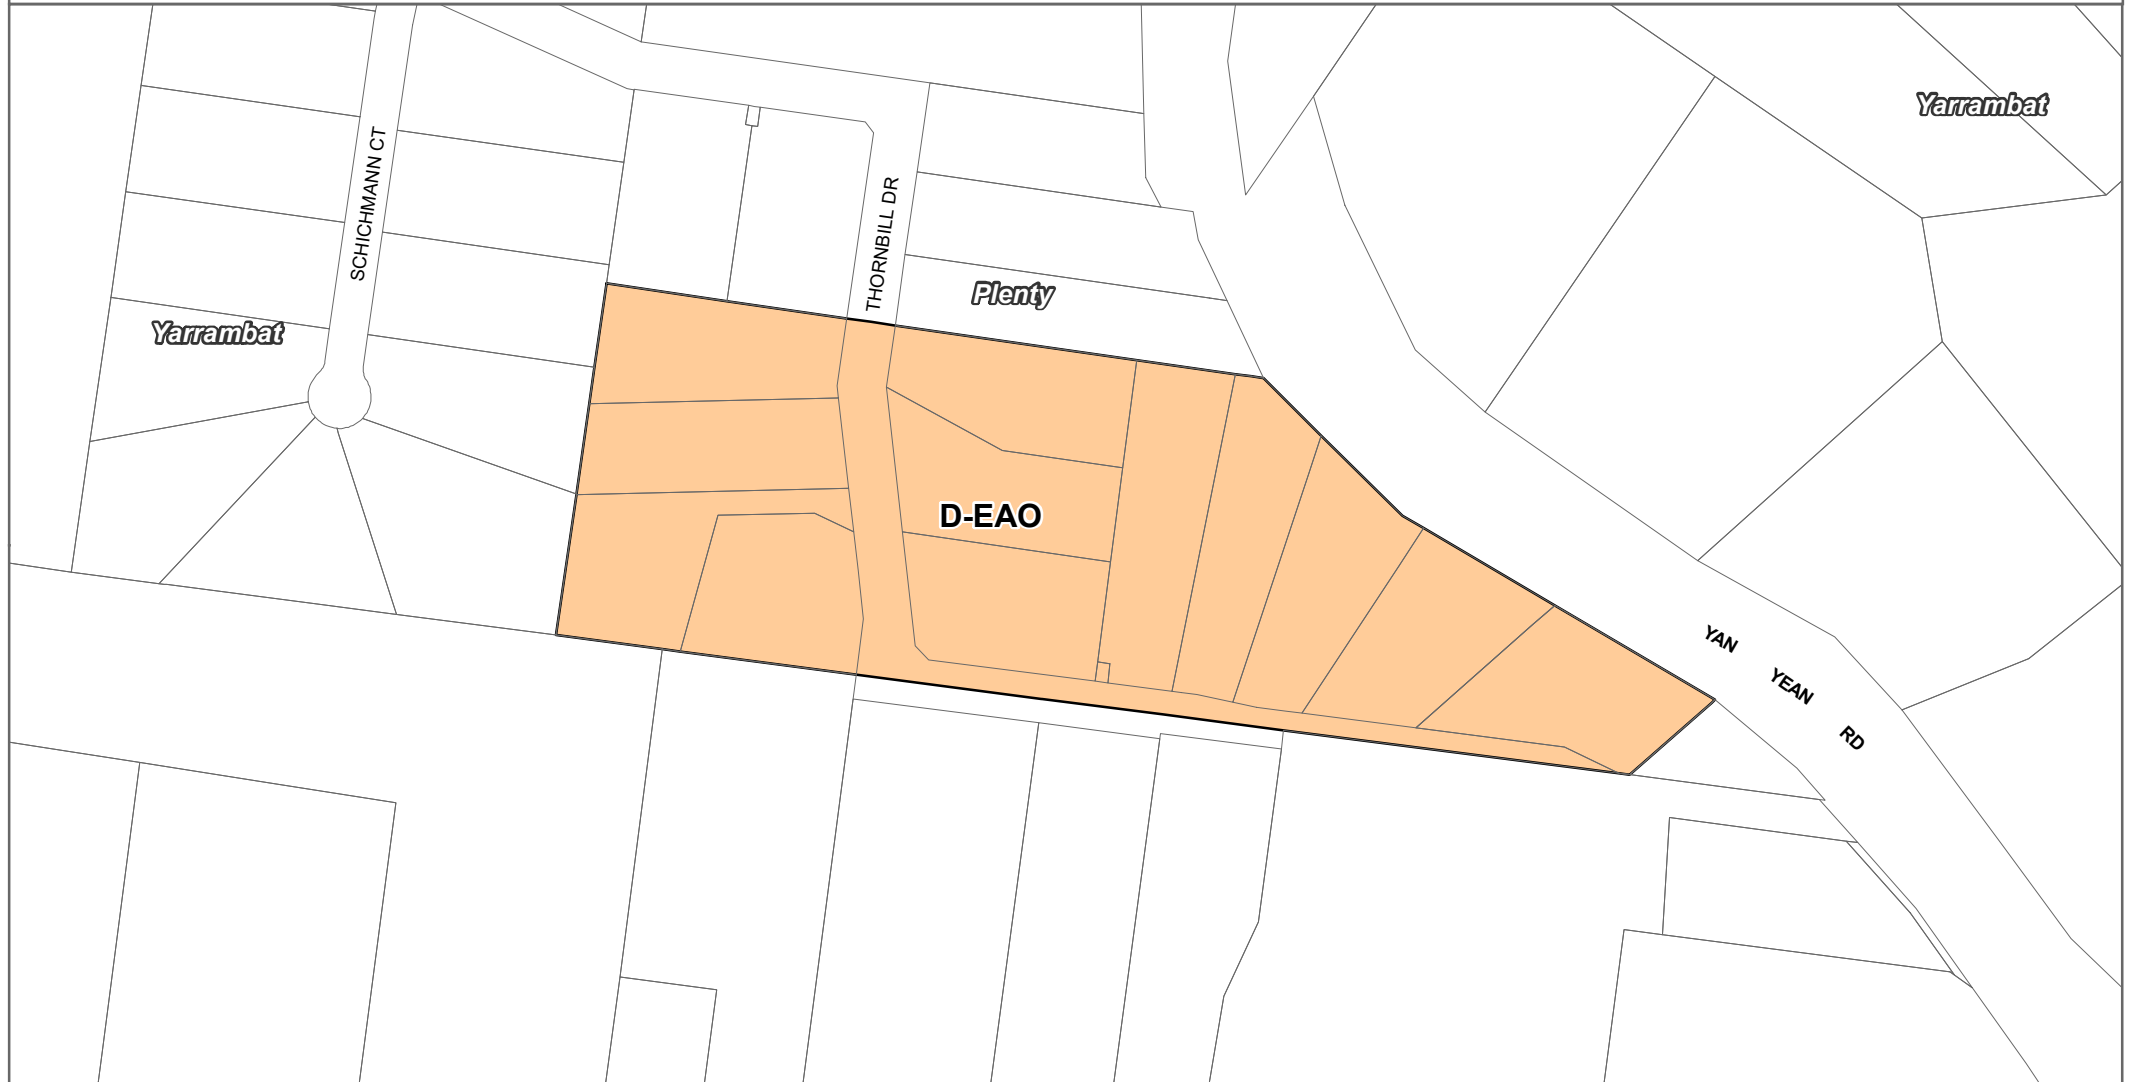 Yarrambat
SCHICHMANN CT
THORNBILL DR
Plenty
Yarrambat
D-EAO
YAN YEAN RD